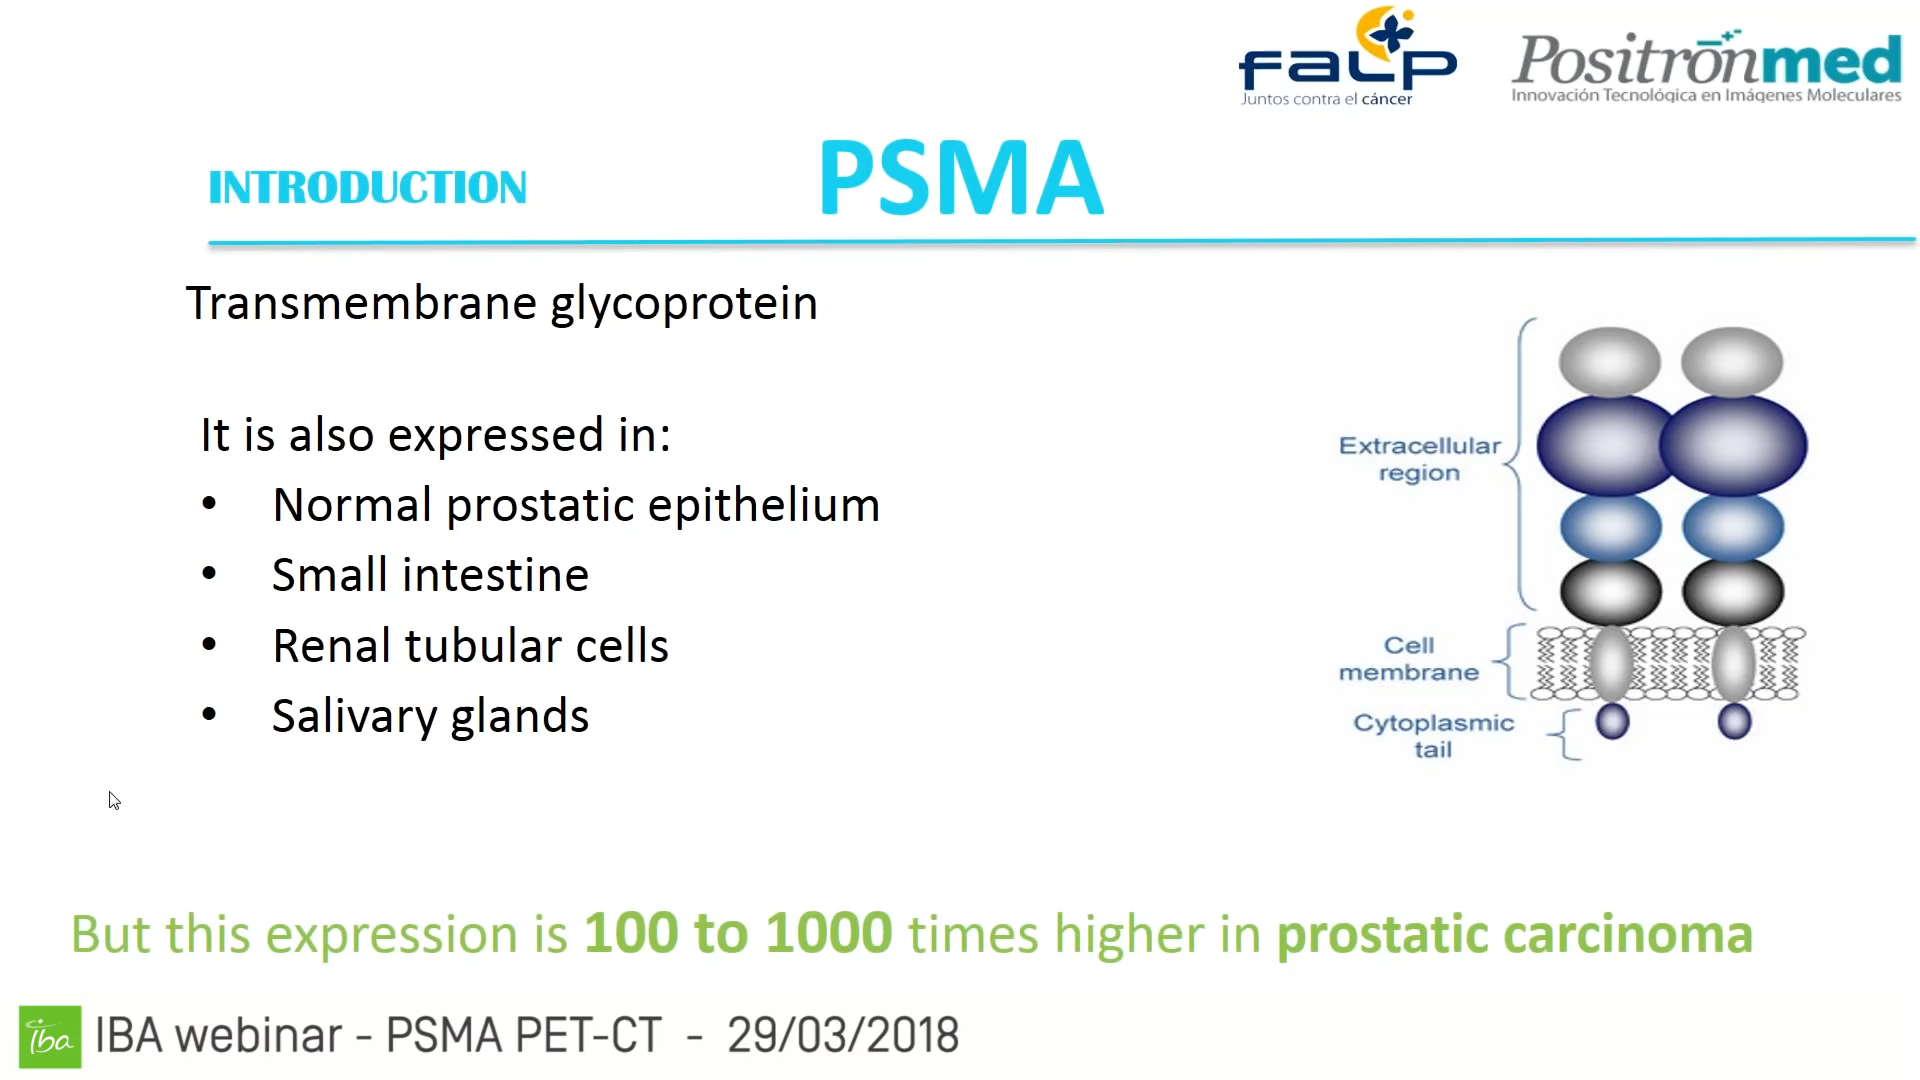 FALP
Juntos contra el cáncer
Positronmed
Innovación Tecnológica en Imágenes Moleculares
INTRODUCTION
PSMA
Transmembrane glycoprotein
It is also expressed in:
• Normal prostatic epithelium
• Small intestine
• Renal tubular cells
• Salivary glands
Extracellular
region
Cell
membrane
Cytoplasmic
tail
But this expression is 100 to 1000 times higher in prostatic carcinoma
iba
IBA webinar - PSMA PET-CT - 29/03/2018